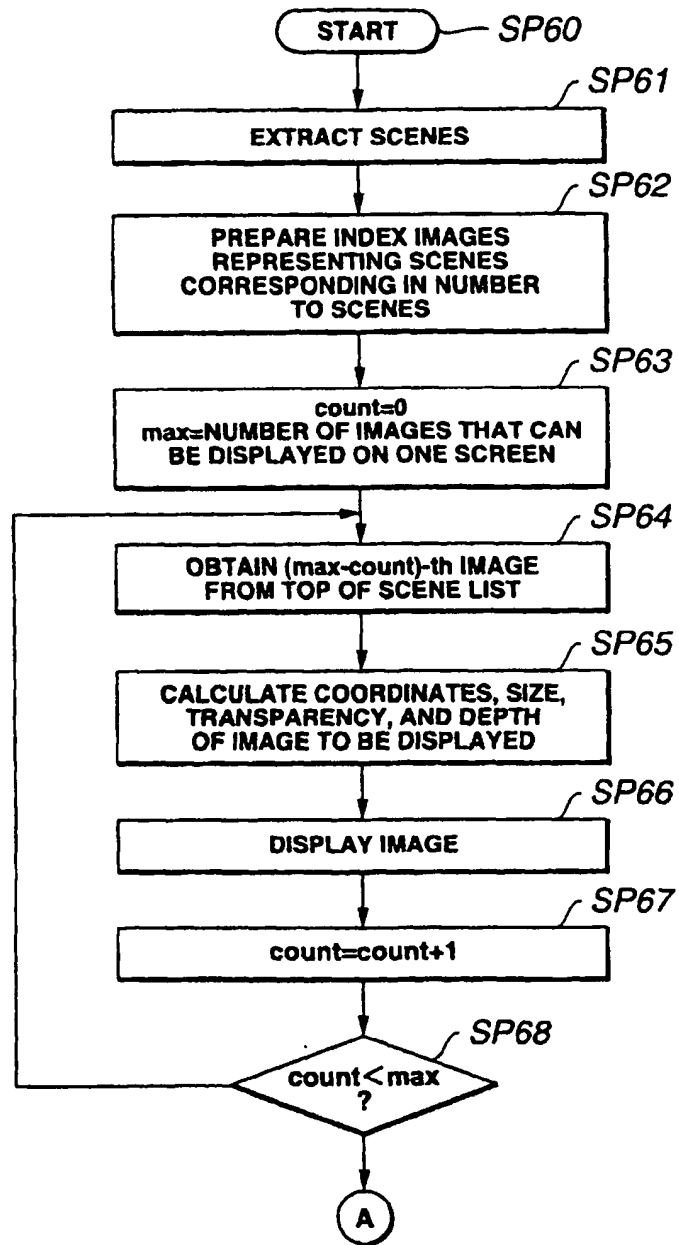 START
SP60
SP61
EXTRACT SCENES
SP62
PREPARE INDEX IMAGES
REPRESENTING SCENES
CORRESPONDING IN NUMBER
TO SCENES
SP63
count=0
max=NUMBER OF IMAGES THAT CAN
BE DISPLAYED ON ONE SCREEN
SP64
OBTAIN (max-count)-th IMAGE
FROM TOP OF SCENE LIST
SP65
CALCULATE COORDINATES, SIZE,
TRANSPARENCY, AND DEPTH
OF IMAGE TO BE DISPLAYED
SP66
DISPLAY IMAGE
SP67
count=count+1
SP68
count<max
?
A